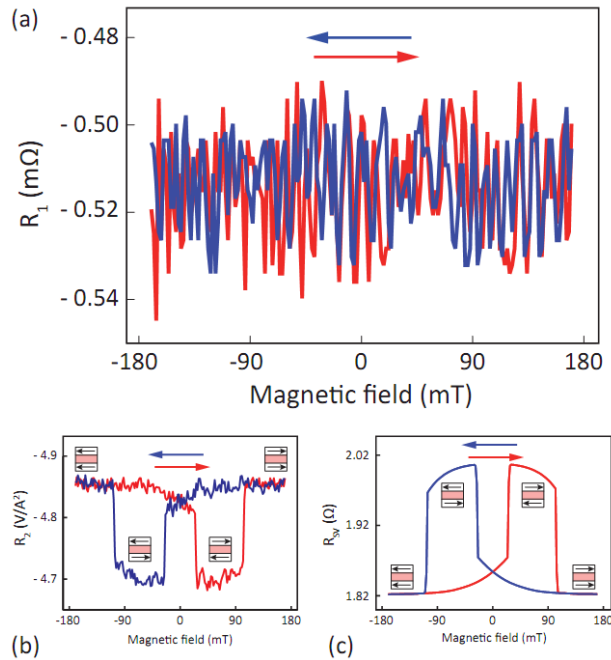 (a)
- 0.48
- 0.50
- 0.52
- 0.54
R₁ (mΩ)
-180 -90 0 90 180
Magnetic field (mT)
- 4.9
- 4.8
- 4.7
R₂ (V/A²)
-180 -90 0 90 180
Magnetic field (mT)
(b)
2.02
1.92
1.82
Rsv (Ω)
-180 -90 0 90 180
Magnetic field (mT)
(c)